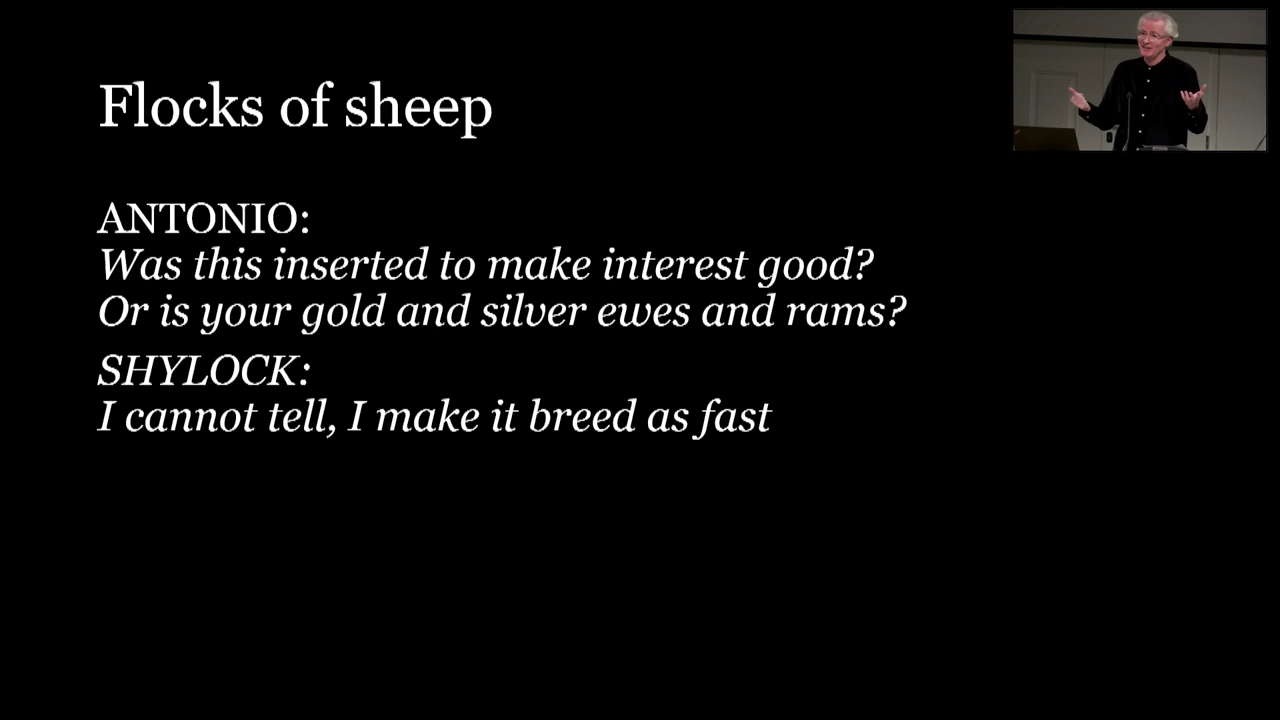 Flocks of sheep
ANTONIO:
Was this inserted to make interest good?
Or is your gold and silver ewes and rams?
SHYLOCK:
I cannot tell, I make it breed as fast